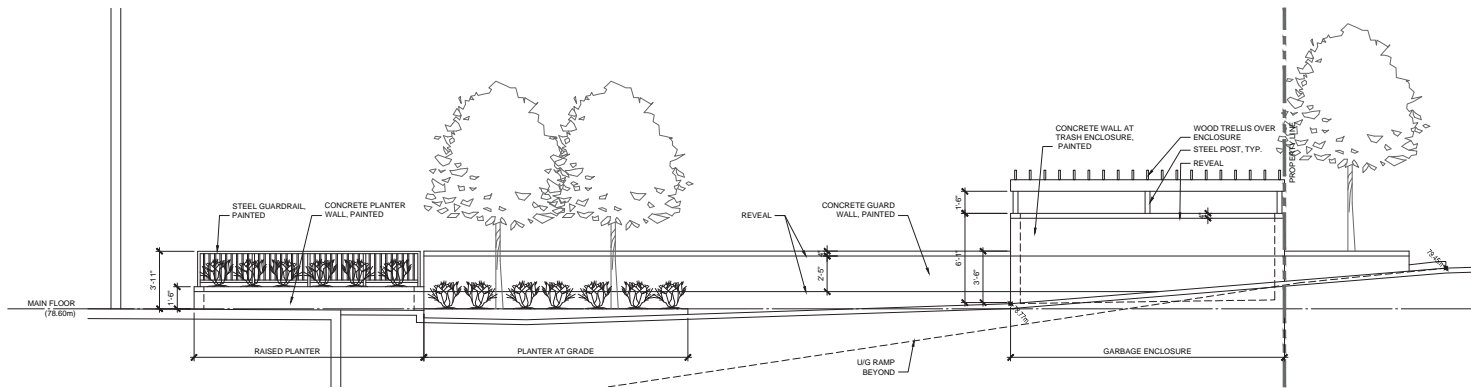 CONCRETE WALL AT
TRASH ENCLOSURE,
PAINTED
WOOD TRELLIS OVER
ENCLOSURE
STEEL POST, TYP.
REVEAL
PROPERTY LINE
STEEL GUARDRAIL,
PAINTED
CONCRETE PLANTER
WALL, PAINTED
REVEAL
CONCRETE GUARD
WALL, PAINTED
1'-6"
6'-1"
3'-6"
2'-5"
3'-11"
1'-6"
79.45m
MAIN FLOOR
(78.60m)
RAISED PLANTER
PLANTER AT GRADE
GARBAGE ENCLOSURE
U/G RAMP
BEYOND